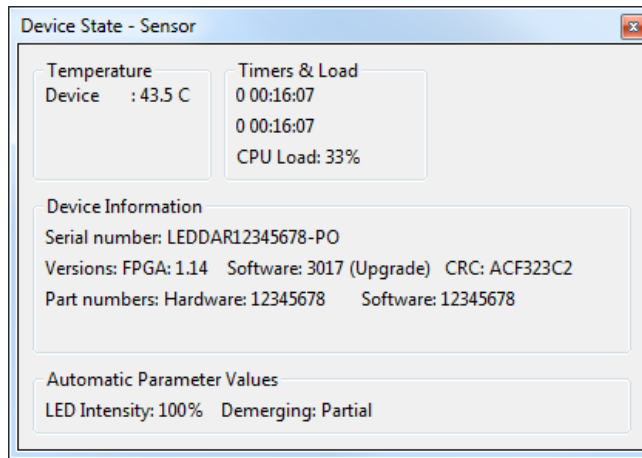 Device State - Sensor
Temperature
Device : 43.5 C
Timers & Load
0 00:16:07
0 00:16:07
CPU Load: 33%
Device Information
Serial number: LEDDAR12345678-PO
Versions: FPGA: 1.14 Software: 3017 (Upgrade) CRC: ACF323C2
Part numbers: Hardware: 12345678 Software: 12345678
Automatic Parameter Values
LED Intensity: 100% Demerging: Partial